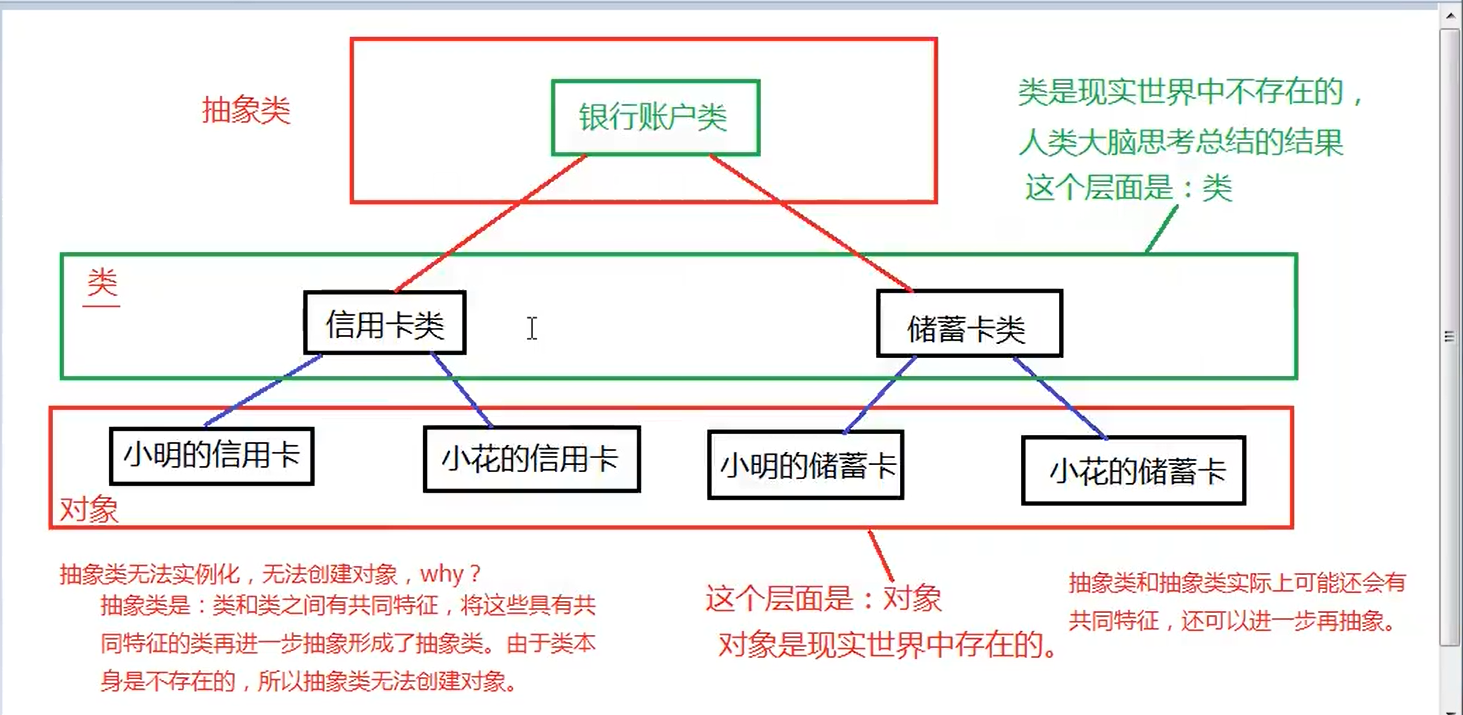 抽象类
银行账户类
类是现实世界中不存在的，
人类大脑思考总结的结果
这个层面是：类
类
信用卡类
储蓄卡类
小明的信用卡
小花的信用卡
小明的储蓄卡
小花的储蓄卡
对象
抽象类无法实例化，无法创建对象，why？
抽象类是：类和类之间有共同特征，将这些具有共
同特征的类再进一步抽象形成了抽象类。由于类本
身是不存在的，所以抽象类无法创建对象。
这个层面是：对象
对象是现实世界中存在的。
抽象类和抽象类实际上可能还会有
共同特征，还可以进一步再抽象。